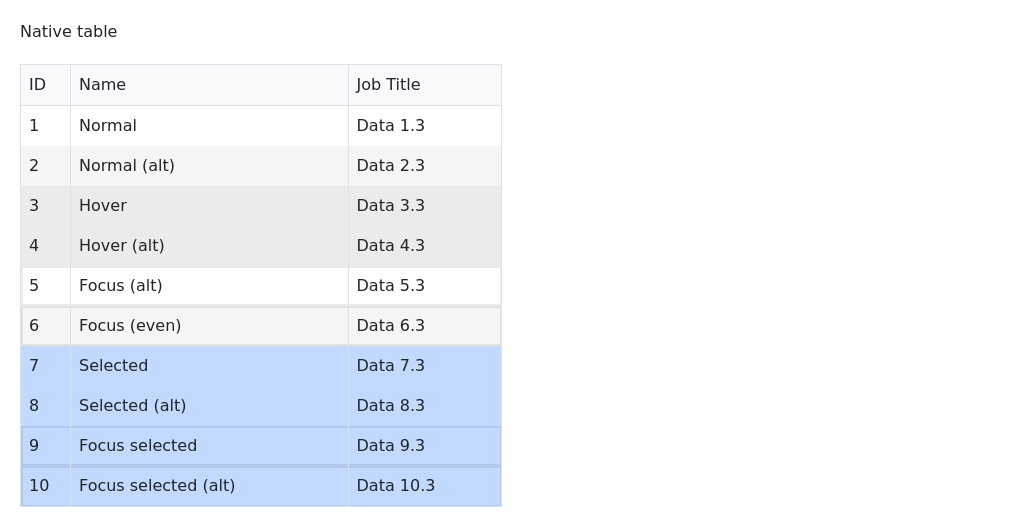 Native table
ID Name Job Title
1 Normal Data 1.3
2 Normal (alt) Data 2.3
3 Hover Data 3.3
4 Hover (alt) Data 4.3
5 Focus (alt) Data 5.3
6 Focus (even) Data 6.3
7 Selected Data 7.3
8 Selected (alt) Data 8.3
9 Focus selected Data 9.3
10 Focus selected (alt) Data 10.3